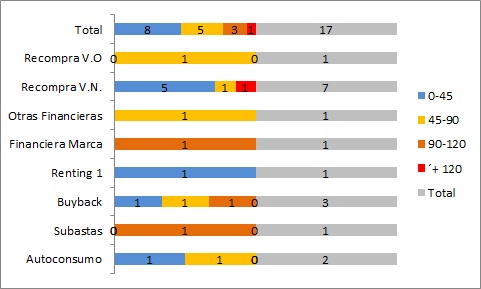 Total 8 5 3 1 17
Recompra V.O 0 1 0 1
Recompra V.N. 5 1 1 7
Otras Financieras 1 1
Financiera Marca 1 1
Renting 1 1 1
Buyback 1 1 1 0 3
Subastas 0 1 0 1
Autoconsumo 1 1 0 2
0-45
45-90
90-120
´+ 120
Total